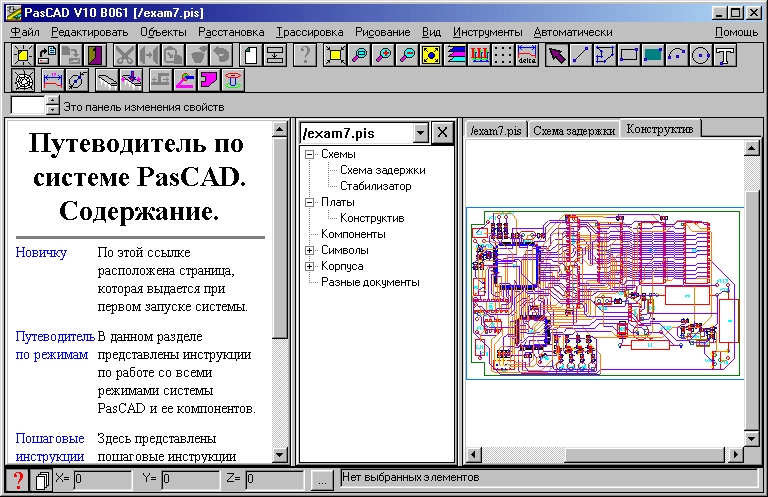 PasCAD V10 B061 [/exam7.pis]
Файл Редактировать Объекты Расстановка Трассировка Рисование Вид Инструменты Автоматически Помощь
delta
Это панель изменения свойств
Путеводитель по
системе PasCAD.
Содержание.
Новичку По этой ссылке
расположена страница,
которая выдается при
первом запуске системы.
Путеводитель В данном разделе
по режимам представлены инструкции
по работе со всеми
режимами системы
PasCAD и ее компонентов.
Пошаговые Здесь представлены
инструкции пошаговые инструкции
/exam7.pis
Схемы
Схема задержки
Стабилизатор
Платы
Конструктив
Компоненты
Символы
Корпуса
Разные документы
/exam7.pis Схема задержки Конструктив
X= 0 Y= 0 Z= 0 ... Нет выбранных элементов